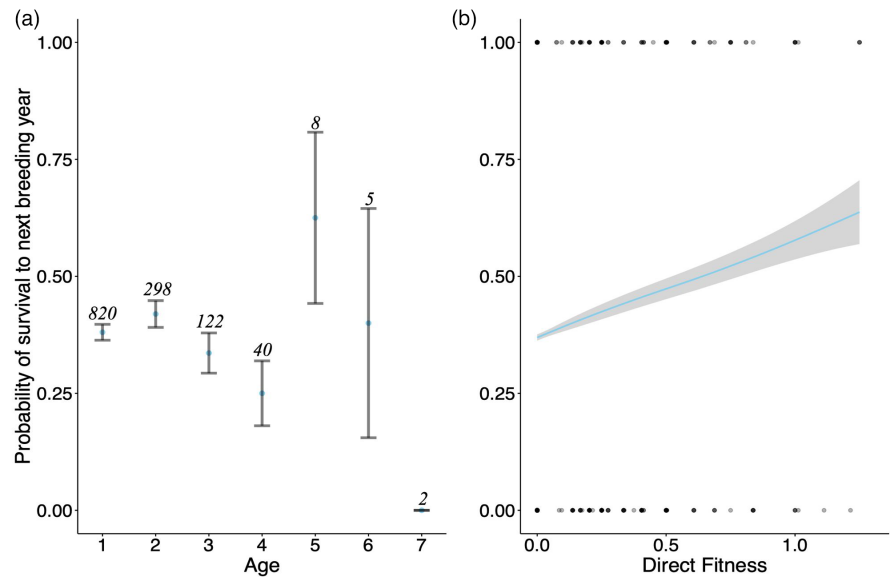 (a)
Probability of survival to next breeding year
1.00
0.75
0.50
0.25
0.00
820
298
122
40
8
5
2
1 2 3 4 5 6 7
Age
(b)
1.00
0.75
0.50
0.25
0.00
0.0 0.5 1.0
Direct Fitness